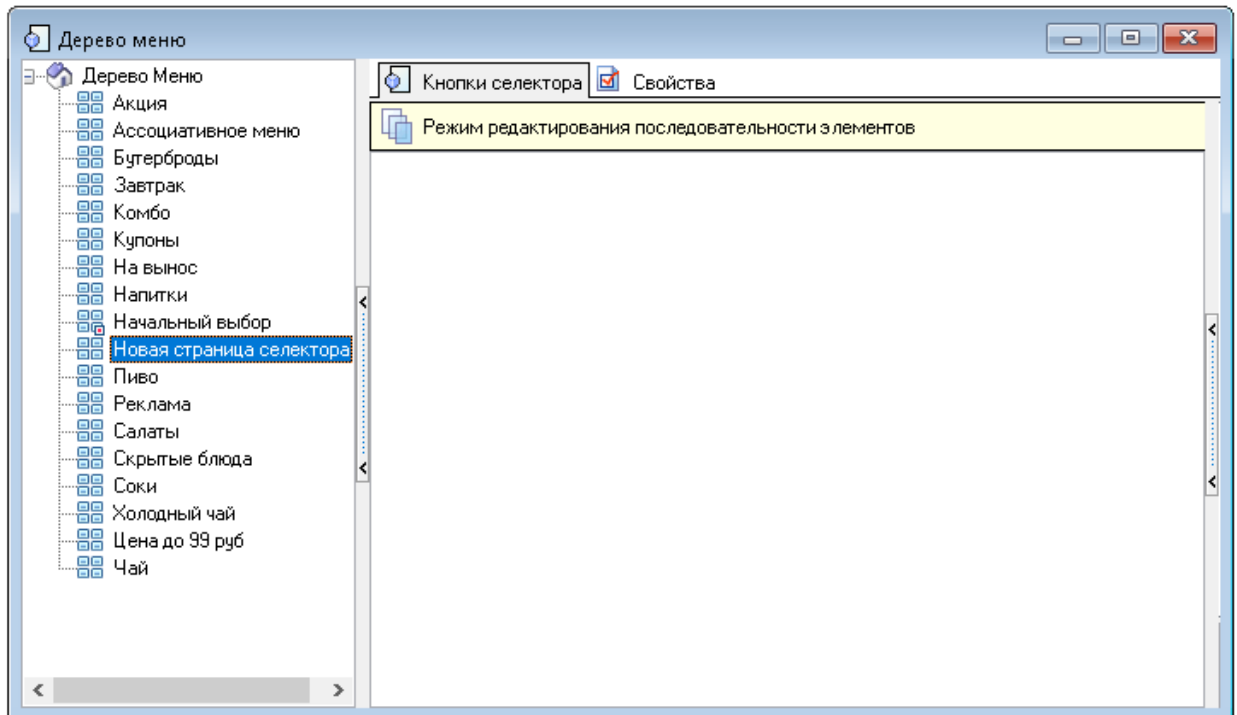 Дерево меню
Дерево Меню
Акция
Ассоциативное меню
Бутерброды
Завтрак
Комбо
Купоны
На вынос
Напитки
Начальный выбор
Новая страница селектора
Пиво
Реклама
Салаты
Скрытые блюда
Соки
Холодный чай
Цена до 99 руб
Чай
Кнопки селектора Свойства
Режим редактирования последовательности элементов